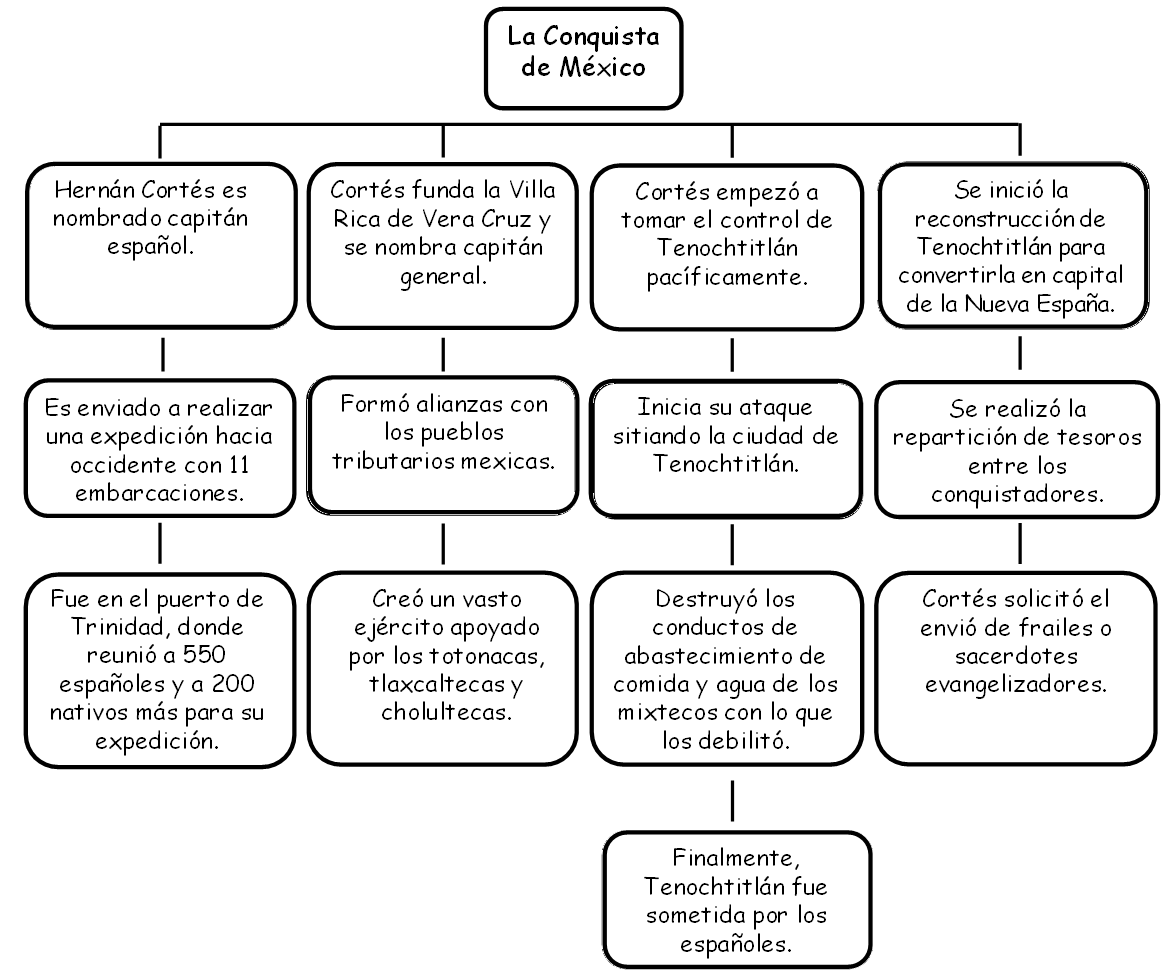 La Conquista
de México
Hernán Cortés es
nombrado capitán
español.
Cortés funda la Villa
Rica de Vera Cruz y
se nombra capitán
general.
Cortés empezó a
tomar el control de
Tenochtitlán
pacíficamente.
Se inició la
reconstrucción de
Tenochtitlán para
convertirla en capital
de la Nueva España.
Es enviado a realizar
una expedición hacia
occidente con 11
embarcaciones.
Formó alianzas con
los pueblos
tributarios mexicas.
Inicia su ataque
sitiando la ciudad de
Tenochtitlán.
Se realizó la
repartición de tesoros
entre los
conquistadores.
Fue en el puerto de
Trinidad, donde
reunió a 550
españoles y a 200
nativos más para su
expedición.
Creó un vasto
ejército apoyado
por los totonacas,
tlaxcaltecas y
cholultecas.
Destruyó los
conductos de
abastecimiento de
comida y agua de los
mixtecos con lo que
los debilitó.
Cortés solicitó el
envió de frailes o
sacerdotes
evangelizadores.
Finalmente,
Tenochtitlán fue
sometida por los
españoles.